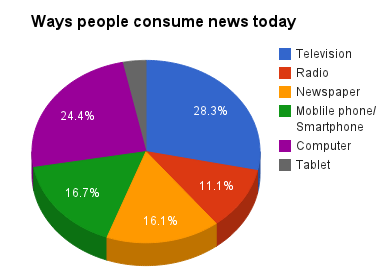 Ways people consume news today
Television
Radio
Newspaper
Moblile phone/
Smartphone
Computer
Tablet
28.3%
11.1%
16.1%
16.7%
24.4%